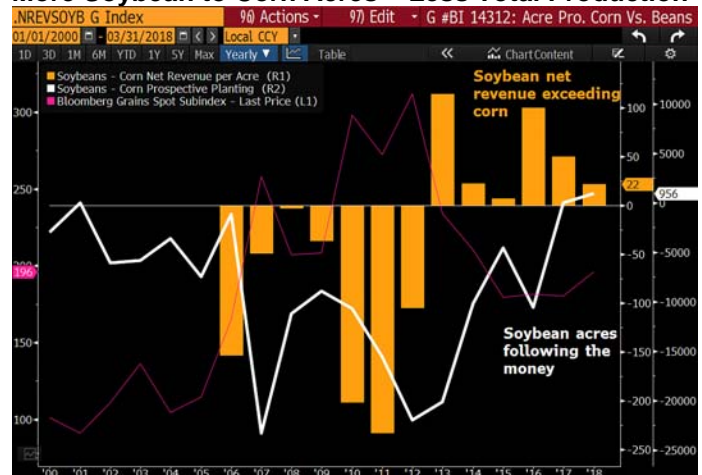 More Soybean to Corn Acres = Less Total Production
.NREVSOYB G Index
96) Actions
97) Edit
G #BI 14312: Acre Pro. Corn Vs. Beans
01/01/2000 - 03/31/2018
Local CCY
1D 3D 1M 6M YTD 1Y 5Y Max Yearly ▼ Table
« Chart Content
Soybeans - Corn Net Revenue per Acre (R1)
Soybeans - Corn Prospective Planting (R2)
Bloomberg Grains Spot Subindex - Last Price (L1)
Soybean net
revenue exceeding
corn
Soybean acres
following the
money
300
250
196
150
100
100
50
22
0
-50
-100
-150
-200
-250
10000
5000
956
0
-5000
-10000
-15000
-20000
-25000
'00 '01 '02 '03 '04 '05 '06 '07 '08 '09 '10 '11 '12 '13 '14 '15 '16 '17 '18